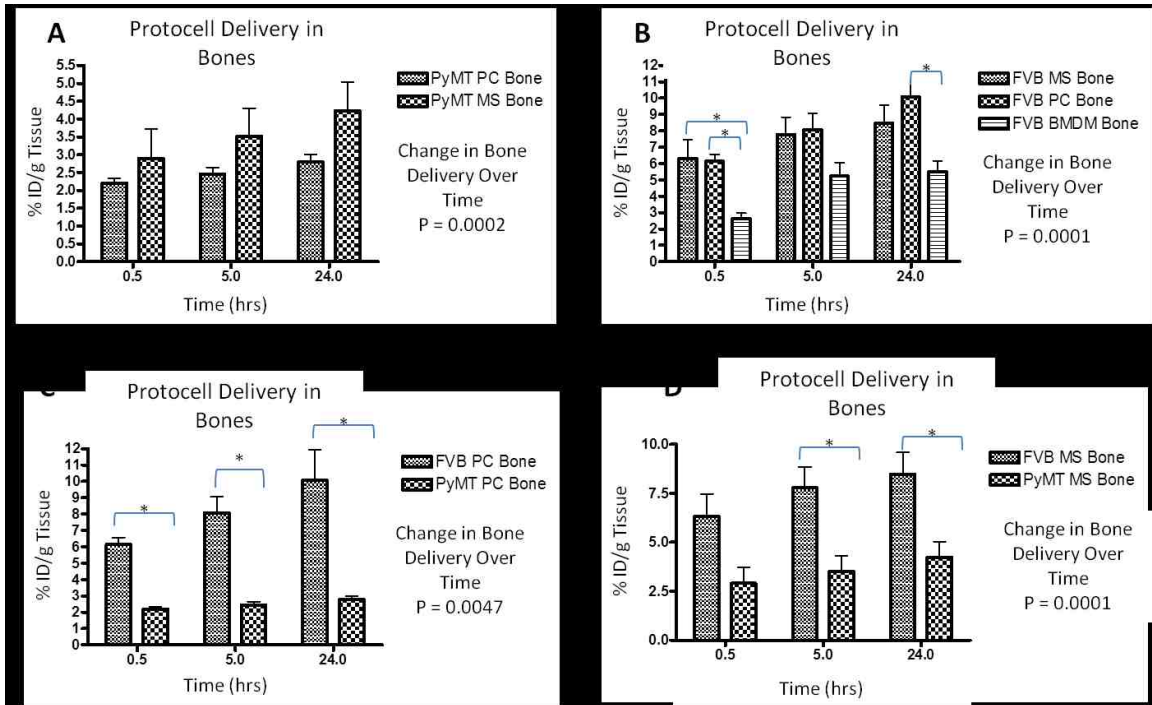 A
Protocell Delivery in
Bones
5.5
5.0
4.5
4.0
3.5
3.0
2.5
2.0
1.5
1.0
0.5
0.0
% ID/g Tissue
0.5
5.0
24.0
Time (hrs)
PyMT PC Bone
PyMT MS Bone
Change in Bone
Delivery Over
Time
P = 0.0002
B
Protocell Delivery in
Bones
12
11
10
9
8
7
6
5
4
3
2
1
0
% ID/g Tissue
*
*
*
0.5
5.0
24.0
Time (hrs)
FVB MS Bone
FVB PC Bone
FVB BMDM Bone
Change in Bone
Delivery Over
Time
P = 0.0001
C
Protocell Delivery in
Bones
12
11
10
9
8
7
6
5
4
3
2
1
0
% ID/g Tissue
*
*
*
0.5
5.0
24.0
Time (hrs)
FVB PC Bone
PyMT PC Bone
Change in Bone
Delivery Over
Time
P = 0.0047
D
Protocell Delivery in
Bones
10.0
7.5
5.0
2.5
0.0
% ID/g Tissue
*
*
0.5
5.0
24.0
Time (hrs)
FVB MS Bone
PyMT MS Bone
Change in Bone
Delivery Over
Time
P = 0.0001